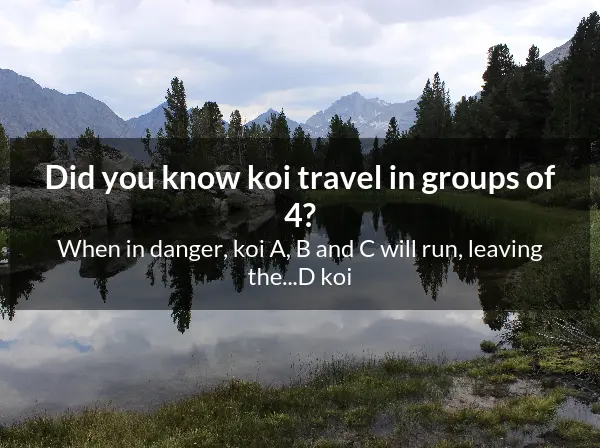 Did you know koi travel in groups of
4?
When in danger, koi A, B and C will run, leaving
the...D koi